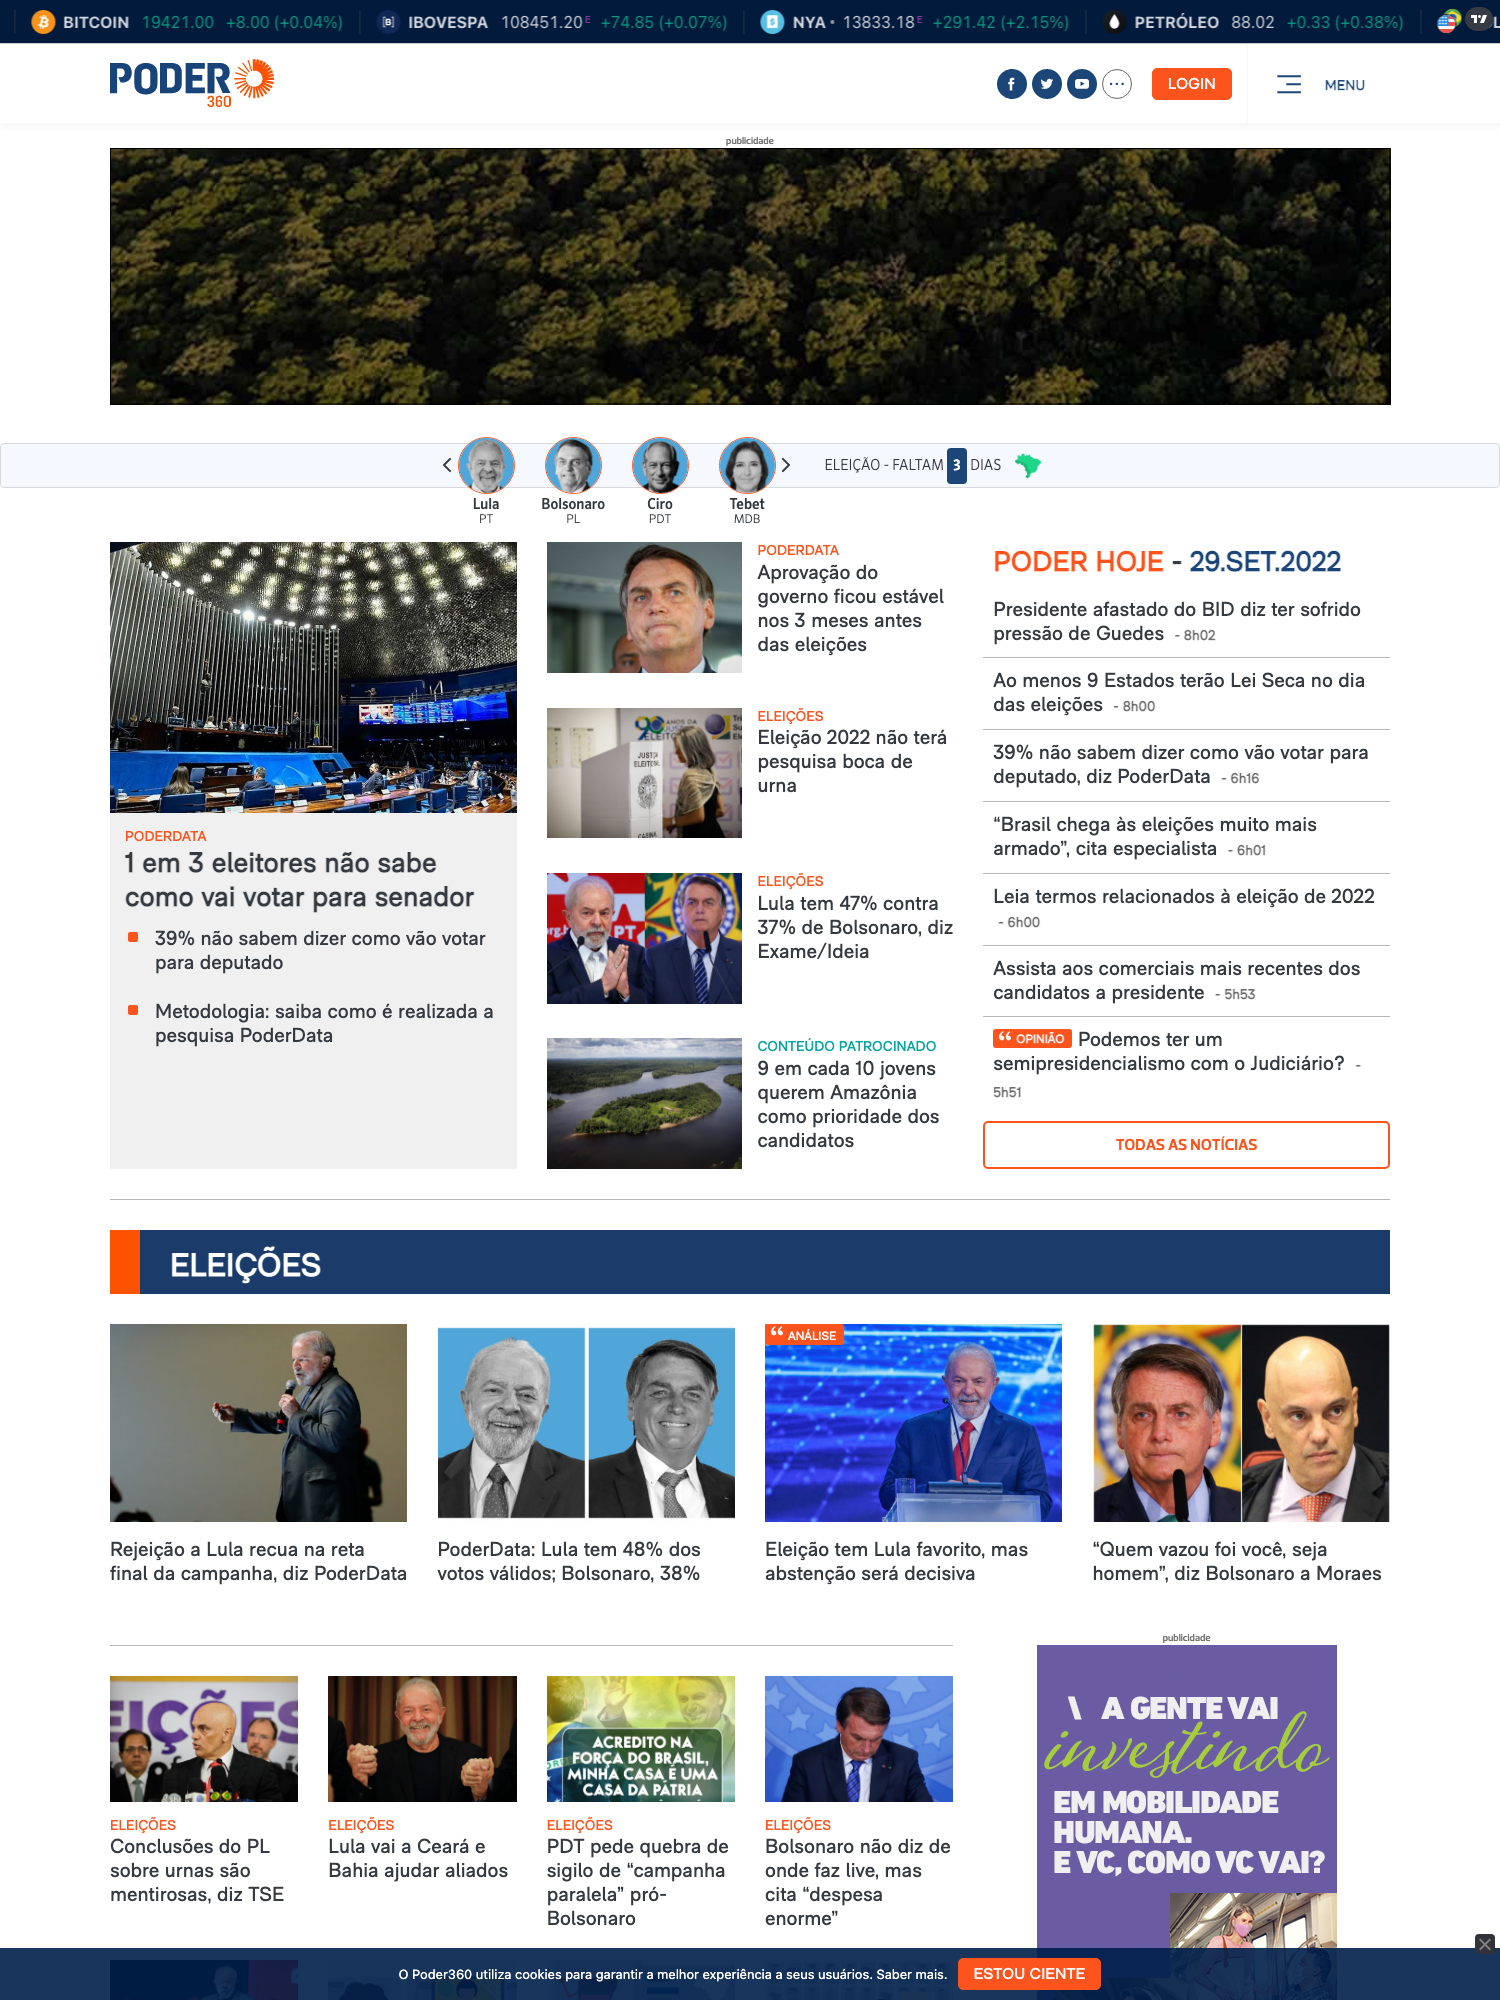 BITCOIN 19421.00 +8.00 (+0.04%) IBOVESPA 108451.20 E +74.85 (+0.07%) NYA • 13833.18 E +291.42 (+2.15%) PETRÓLEO 88.02 +0.33 (+0.38%)
PODER
360
LOGIN
MENU
publicidade
ELEIÇÃO - FALTAM 3 DIAS
Lula
PT
Bolsonaro
PL
Ciro
PDT
Tebet
MDB
PODERDATA
1 em 3 eleitores não sabe
como vai votar para senador
39% não sabem dizer como vão votar
para deputado
Metodologia: saiba como é realizada a
pesquisa PoderData
PODERDATA
Aprovação do
governo ficou estável
nos 3 meses antes
das eleições
ELEIÇÕES
Eleição 2022 não terá
pesquisa boca de
urna
ELEIÇÕES
Lula tem 47% contra
37% de Bolsonaro, diz
Exame/Ideia
CONTEÚDO PATROCINADO
9 em cada 10 jovens
querem Amazônia
como prioridade dos
candidatos
PODER HOJE - 29.SET.2022
Presidente afastado do BID diz ter sofrido
pressão de Guedes - 8h02
Ao menos 9 Estados terão Lei Seca no dia
das eleições - 8h00
39% não sabem dizer como vão votar para
deputado, diz PoderData - 6h16
“Brasil chega às eleições muito mais
armado”, cita especialista - 6h01
Leia termos relacionados à eleição de 2022
- 6h00
Assista aos comerciais mais recentes dos
candidatos a presidente - 5h53
“ OPINIÃO Podemos ter um
semipresidencialismo com o Judiciário? -
5h51
TODAS AS NOTÍCIAS
ELEIÇÕES
“ ANÁLISE
Rejeição a Lula recua na reta
final da campanha, diz PoderData
PoderData: Lula tem 48% dos
votos válidos; Bolsonaro, 38%
Eleição tem Lula favorito, mas
abstenção será decisiva
“Quem vazou foi você, seja
homem”, diz Bolsonaro a Moraes
EIÇÕES
ELEIÇÕES
Conclusões do PL
sobre urnas são
mentirosas, diz TSE
ELEIÇÕES
Lula vai a Ceará e
Bahia ajudar aliados
ACREDITO NA
FORÇA DO BRASIL,
MINHA CASA É UMA
CASA DA PÁTRIA
ELEIÇÕES
PDT pede quebra de
sigilo de “campanha
paralela” pró-
Bolsonaro
ELEIÇÕES
Bolsonaro não diz de
onde faz live, mas
cita “despesa
enorme”
publicidade
\ A GENTE VAI
investindo
EM MOBILIDADE
HUMANA.
E VC, COMO VC VAI?
O Poder360 utiliza cookies para garantir a melhor experiência a seus usuários. Saber mais. ESTOU CIENTE